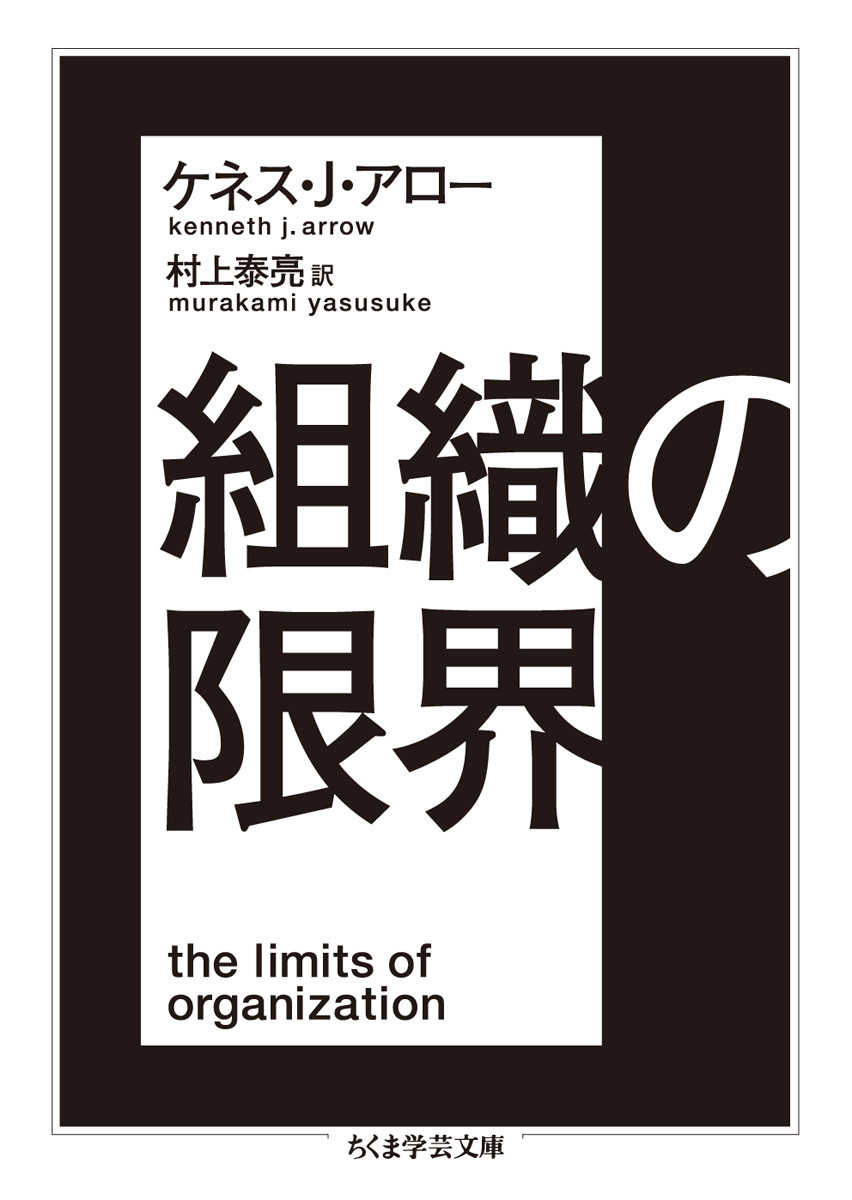 ケネス・J・アロー
kenneth j. arrow
村上泰亮 訳
murakami yasusuke
組織の
限界
the limits of
organization
ちくま学芸文庫